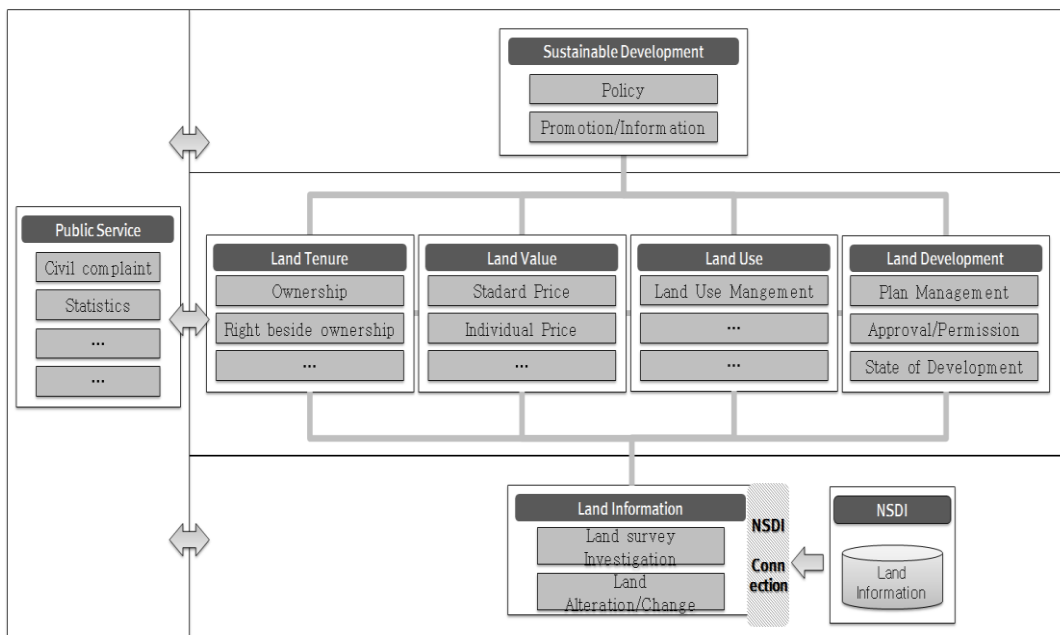 Sustainable Development
Policy
Promotion/Information
Public Service
Civil complaint
Statistics
...
...
Land Tenure
Ownership
Right beside ownership
...
Land Value
Stadard Price
Individual Price
...
Land Use
Land Use Mangement
...
...
Land Development
Plan Management
Approval/Permission
State of Development
Land Information
Land survey
Investigation
Land
Alteration/Change
NSDI
Conn
ection
NSDI
Land
Information